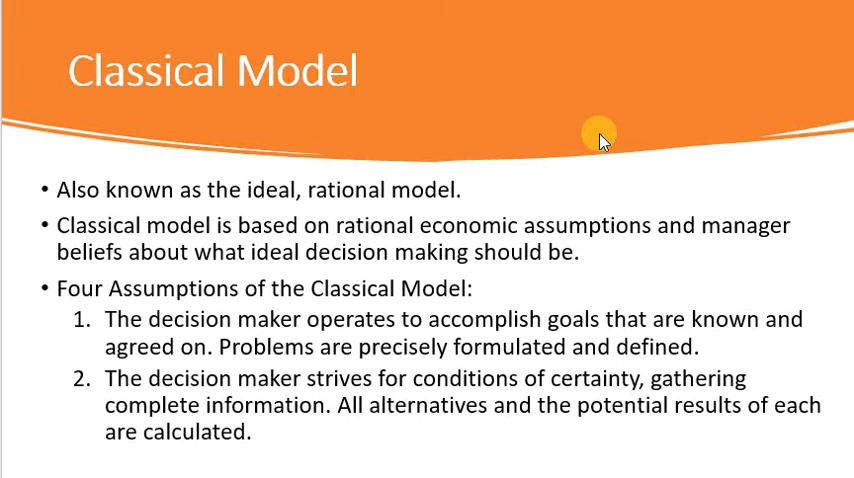 Classical Model
• Also known as the ideal, rational model.
• Classical model is based on rational economic assumptions and manager
beliefs about what ideal decision making should be.
• Four Assumptions of the Classical Model:
1. The decision maker operates to accomplish goals that are known and
agreed on. Problems are precisely formulated and defined.
2. The decision maker strives for conditions of certainty, gathering
complete information. All alternatives and the potential results of each
are calculated.